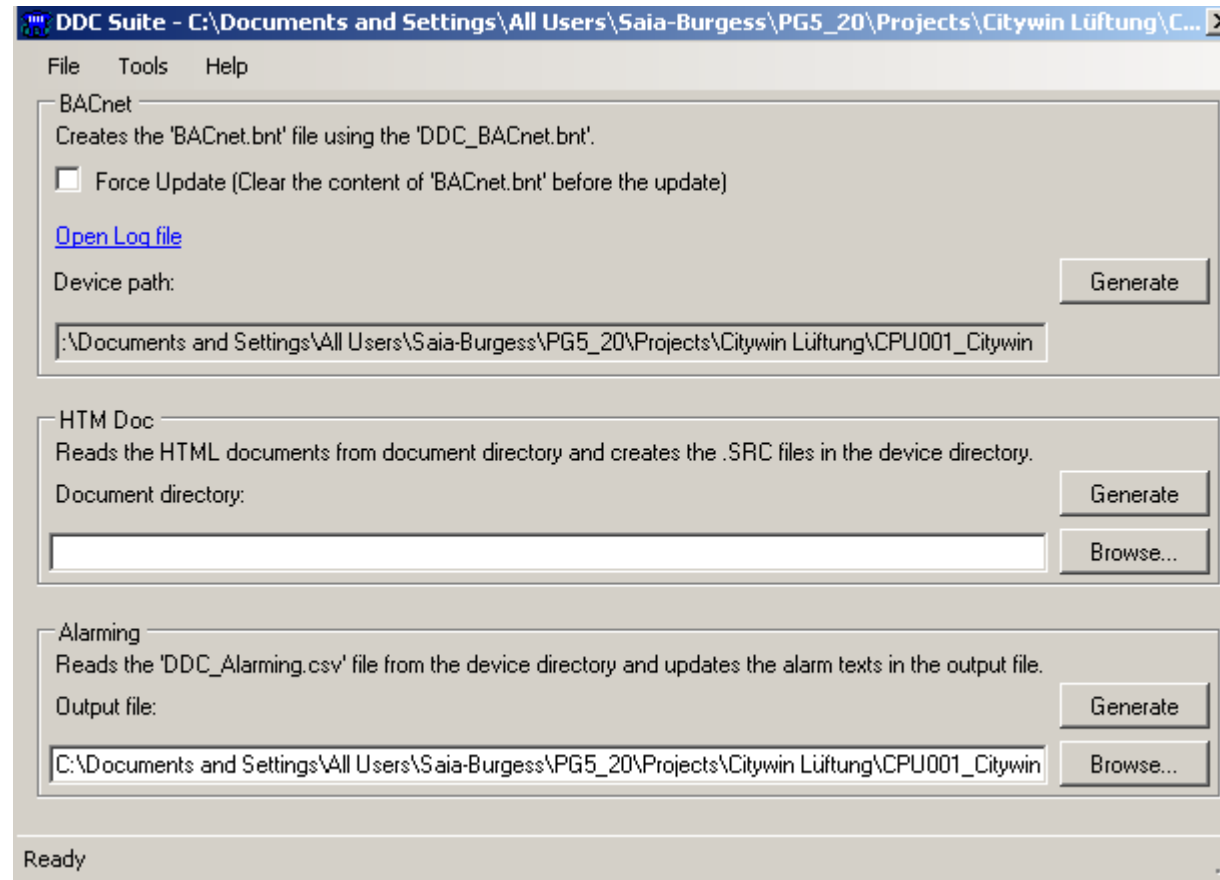 DDC Suite - C:\Documents and Settings\All Users\Saia-Burgess\PG5_20\Projects\Citywin Lüftung\C...
File Tools Help
BACnet
Creates the 'BACnet.bnt' file using the 'DDC_BACnet.bnt'.
Force Update (Clear the content of 'BACnet.bnt' before the update)
Open Log file
Device path:
Generate
:\Documents and Settings\All Users\Saia-Burgess\PG5_20\Projects\Citywin Lüftung\CPU001_Citywin
HTM Doc
Reads the HTML documents from document directory and creates the .SRC files in the device directory.
Document directory:
Generate
Browse...
Alarming
Reads the 'DDC_Alarming.csv' file from the device directory and updates the alarm texts in the output file.
Output file:
Generate
C:\Documents and Settings\All Users\Saia-Burgess\PG5_20\Projects\Citywin Lüftung\CPU001_Citywin
Browse...
Ready